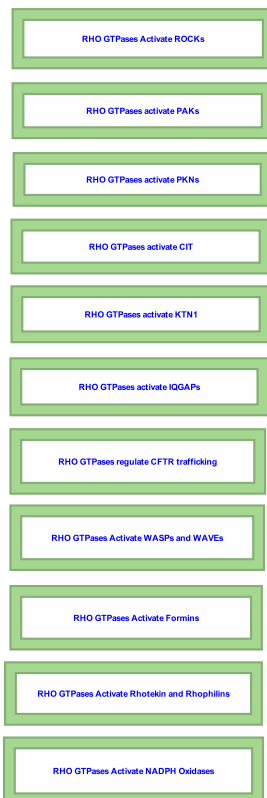 RHO GTPases Activate ROCKs
RHO GTPases activate PAKs
RHO GTPases activate PKNs
RHO GTPases activate CIT
RHO GTPases activate KTN1
RHO GTPases activate IQGAPs
RHO GTPases regulate CFTR trafficking
RHO GTPases Activate WASPs and WAVEs
RHO GTPases Activate Formins
RHO GTPases Activate Rhotekin and Rhophilins
RHO GTPases Activate NADPH Oxidases